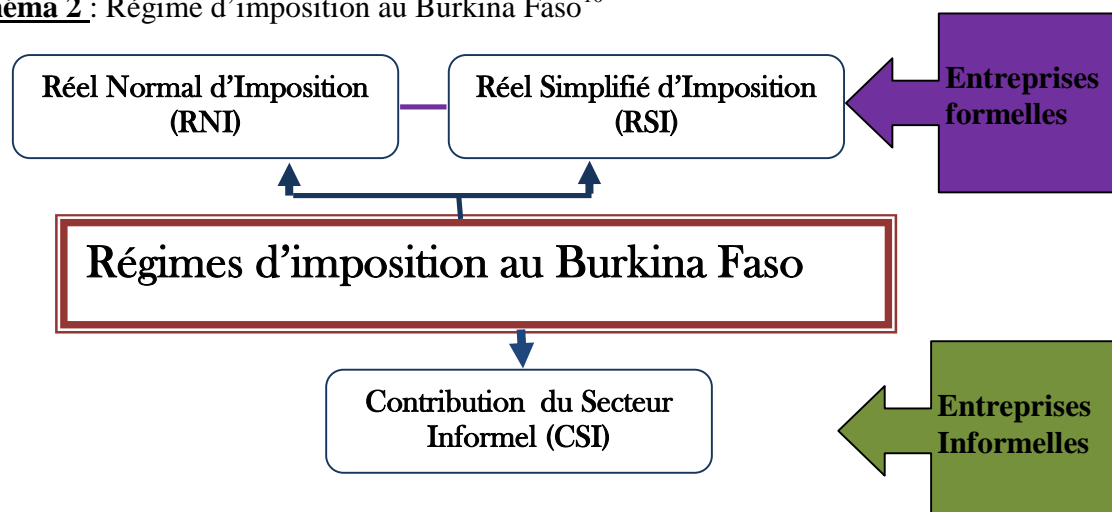 néma 2 : Régime d'imposition au Burkina Faso
Réel Normal d'Imposition
(RNI)
Réel Simplifié d'Imposition
(RSI)
Entreprises
formelles
Régimes d'imposition au Burkina Faso
Contribution du Secteur
Informel (CSI)
Entreprises
Informelles